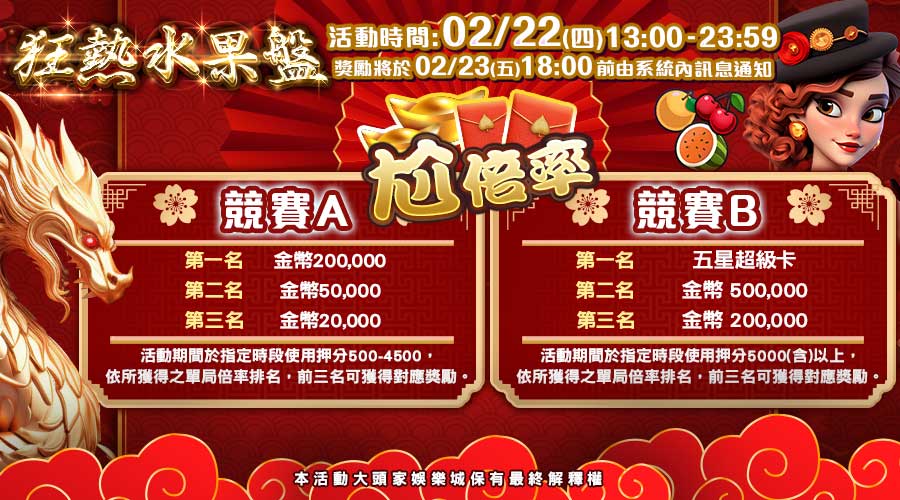 狂熱水果盤
活動時間:02/22(四)13:00-23:59
獎勵將於 02/23(五)18:00 前由系統內訊息通知
尬倍率
競賽A
第一名 金幣200,000
第二名 金幣50,000
第三名 金幣20,000
活動期間於指定時段使用押分500-4500，
依所獲得之單局倍率排名，前三名可獲得對應獎勵。
競賽B
第一名 五星超級卡
第二名 金幣 500,000
第三名 金幣 200,000
活動期間於指定時段使用押分5000(含)以上，
依所獲得之單局倍率排名，前三名可獲得對應獎勵。
本活動大頭家娛樂城保有最終解釋權